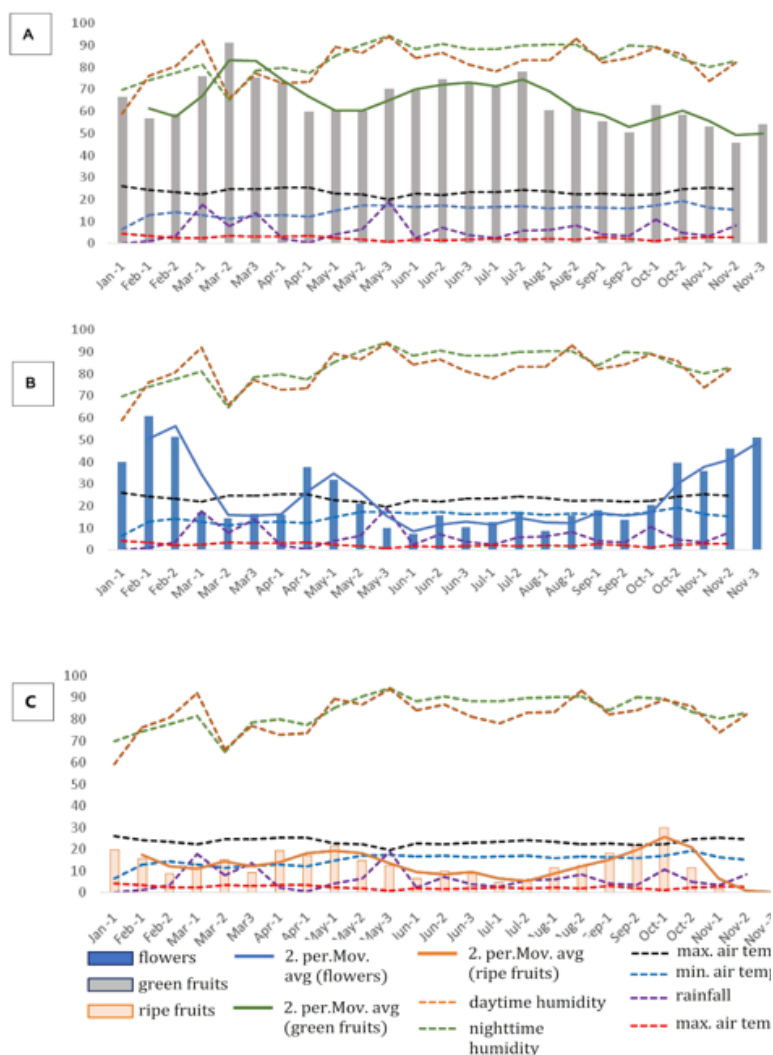 A
100
90
80
70
60
50
40
30
20
10
0
Jan -1 Feb -1 Feb -2 Mar -1 Mar -2 Mar3 Apr -1 Apr -1 May -1 May -2 May -3 Jun -1 Jun -2 Jun -3 Jul -1 Jul -2 Aug -1 Aug -2 Sep -1 Sep -2 Oct -1 Oct -2 Nov -1 Nov -2 Nov -3
B
100
90
80
70
60
50
40
30
20
10
0
Jan -1 Feb -1 Feb -2 Mar -1 Mar -2 Mar3 Apr -1 Apr -1 May -1 May -2 May -3 Jun -1 Jun -2 Jun -3 Jul -1 Jul -2 Aug -1 Aug -2 Sep -1 Sep -2 Oct- 1 Oct -2 Nov -1 Nov -2 Nov -3
C
100
90
80
70
60
50
40
30
20
10
0
Jan -1 Feb -1 Feb -2 Mar -1 Mar -2 Mar3 Apr -1 Apr -1 May -1 May -2 May -3 Jun -1 Jun -2 Jun -3 Jul -1 Jul -2 Aug -1 Aug -2 Sep -1 Sep -2 Oct -1 Oct -2 Nov -1 Nov -2 Nov -3
flowers
green fruits
ripe fruits
2. per.Mov.
avg (flowers)
2. per.Mov. avg
(green fruits)
2. per.Mov. avg
(ripe fruits)
daytime humidity
nighttime
humidity
max. air tem
min. air temp
rainfall
max. air tem